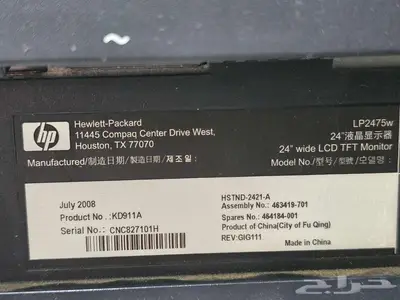 hp
Hewlett-Packard
11445 Compaq Center Drive West,
Houston, TX 77070
Manufactured/制造日期/製造日期/제조일 :
LP2475w
24"液晶显示器
24" wide LCD TFT Monitor
Model No./型号/型號/모델명 :
July 2008
Product No.:KD911A
Serial No.: CNC827101H
HSTND-2421-A
Assembly No.: 463419-701
Spares No.: 464184-001
Product of China(City of Fu Qing)
REV:GIG111
Made in China
حراج